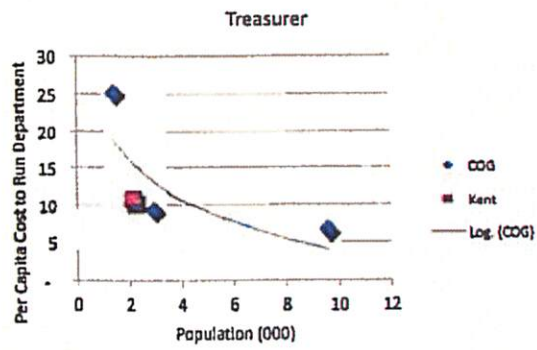 Treasurer
Per Capita Cost to Run Department
30
25
20
15
10
5
-
0 2 4 6 8 10 12
Population (000)
COG
Kent
Log. (COG)